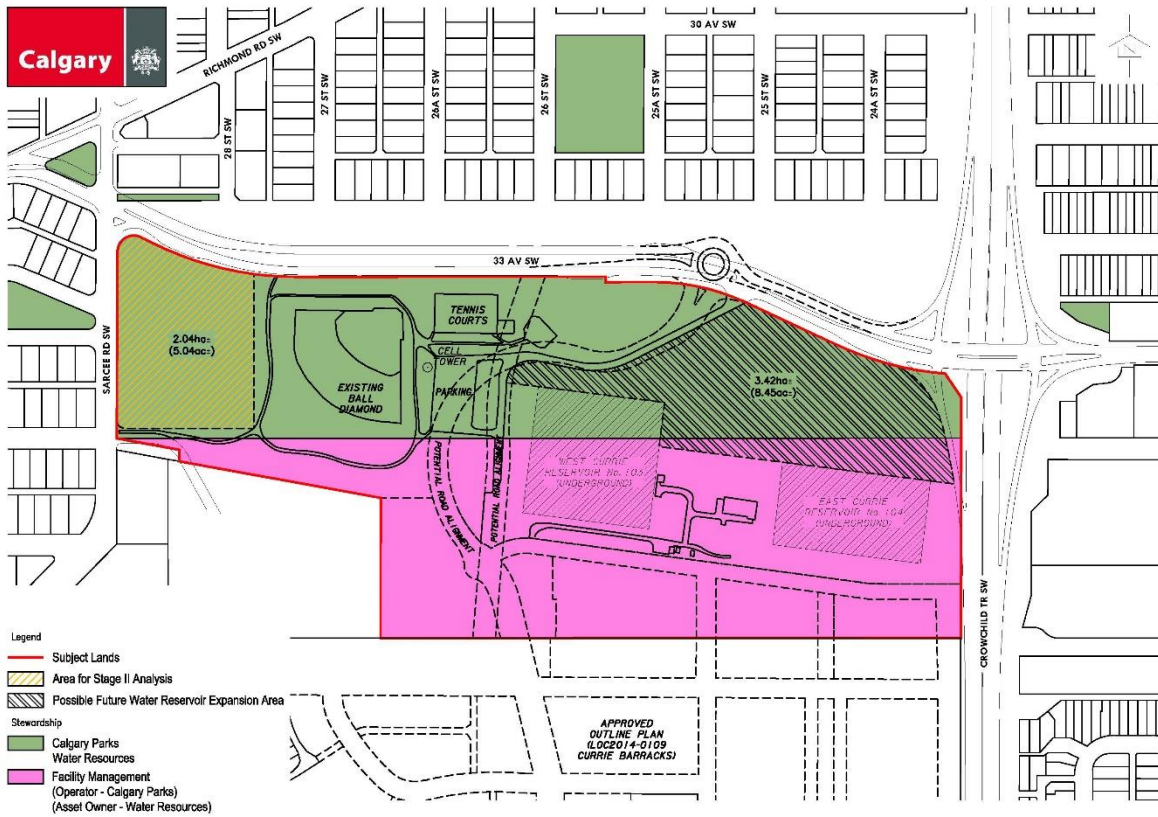 Calgary
RICHMOND RD SW
28 ST SW
27 ST SW
26A ST SW
26 ST SW
25A ST SW
25 ST SW
24A ST SW
30 AV SW
33 AV SW
SARCEE RD SW
CROWCHILD TR SW
2.04ha±
(5.04ac±)
TENNIS
COURTS
CELL
TOWER
PARKING
EXISTING
BALL
DIAMOND
3.42ha±
(8.45ac±)
POTENTIAL ROAD ALIGNMENT
POTENTIAL ROAD ALIGNMENT
WEST CURRIE
RESERVOIR No. 103
(UNDERGROUND)
EAST CURRIE
RESERVOIR No. 104
(UNDERGROUND)
APPROVED
OUTLINE PLAN
(LOC2014-0109
CURRIE BARRACKS)
Legend
Subject Lands
Area for Stage II Analysis
Possible Future Water Reservoir Expansion Area
Stewardship
Calgary Parks
Water Resources
Facility Management
(Operator - Calgary Parks)
(Asset Owner - Water Resources)